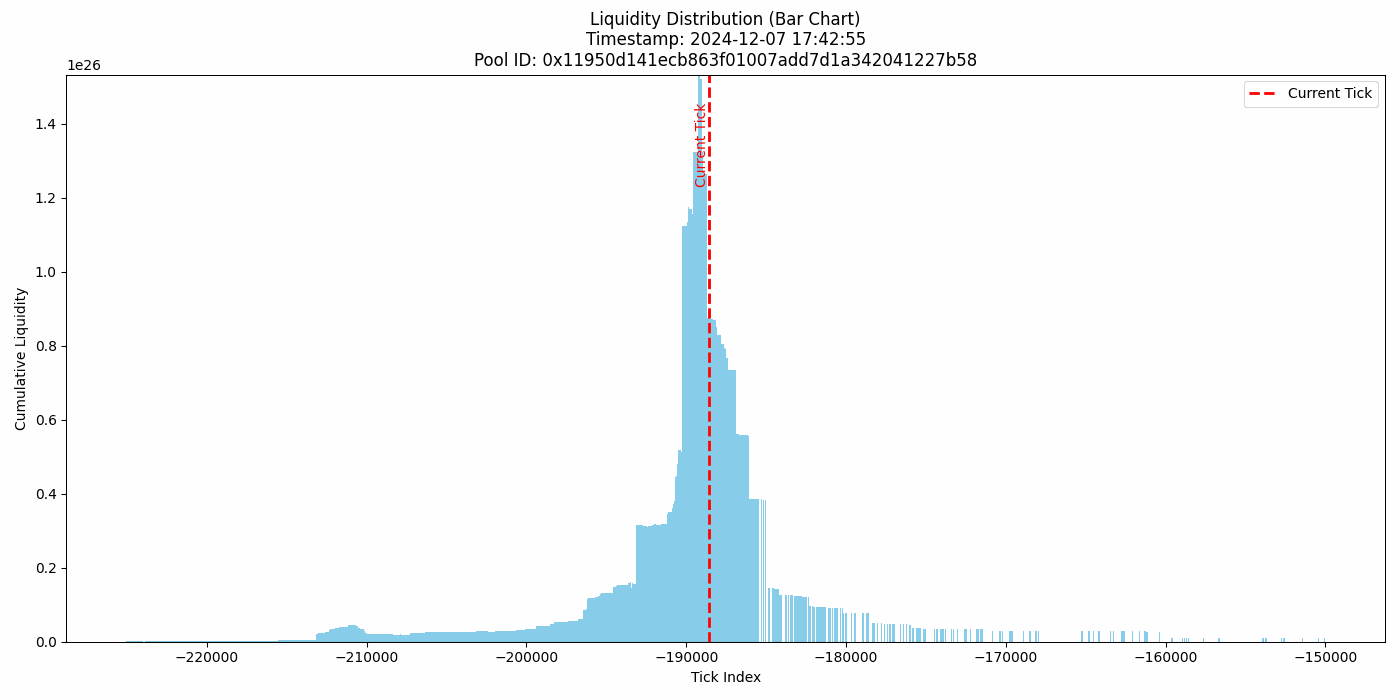 Liquidity Distribution (Bar Chart)
Timestamp: 2024-12-07 17:42:55
Pool ID: 0x11950d141ecb863f01007add7d1a342041227b58
1e26
Current Tick
Current Tick
1.4
1.2
1.0
0.8
0.6
0.4
0.2
0.0
Cumulative Liquidity
−220000 −210000 −200000 −190000 −180000 −170000 −160000 −150000
Tick Index